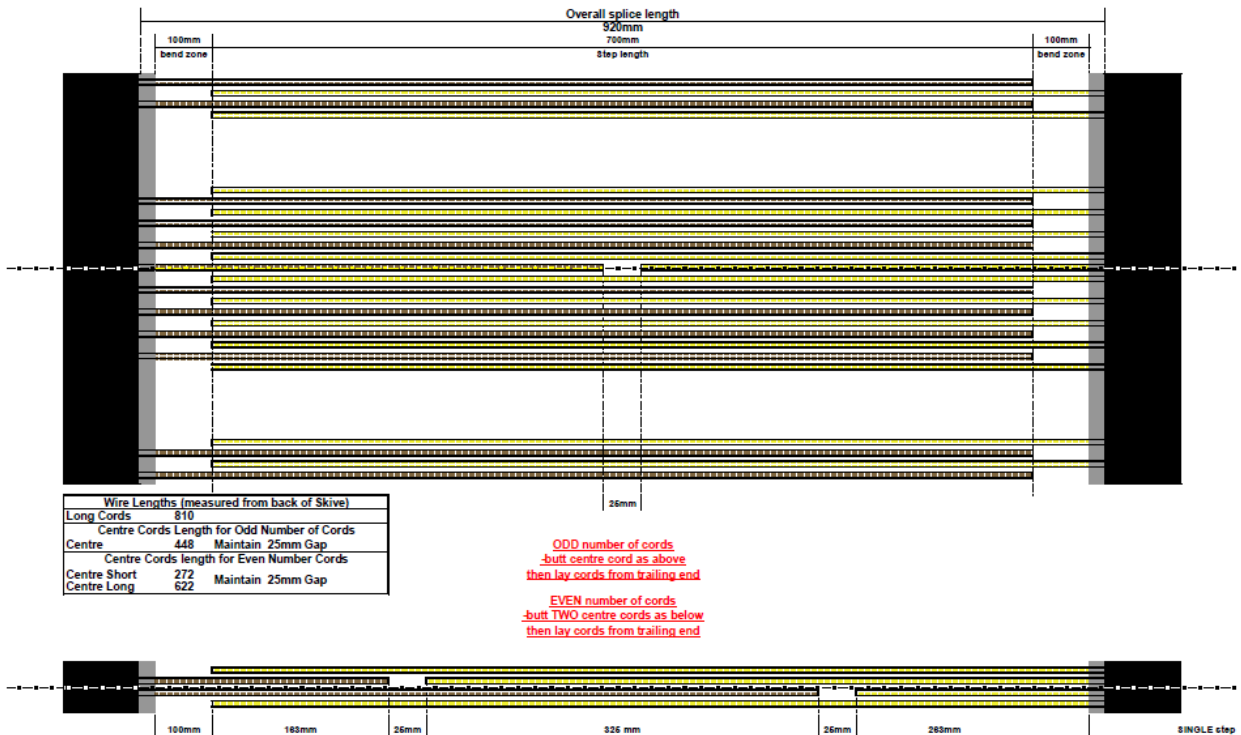 Overall splice length
920mm
100mm 700mm 100mm
bend zone Step length bend zone
25mm
Wire Lengths (measured from back of Skive)
Long Cords 810
Centre Cords Length for Odd Number of Cords
Centre 448 Maintain 25mm Gap
Centre Cords length for Even Number Cords
Centre Short 272 Maintain 25mm Gap
Centre Long 622
ODD number of cords
-butt centre cord as above
then lay cords from trailing end
EVEN number of cords
-butt TWO centre cords as below
then lay cords from trailing end
100mm 163mm 25mm 325 mm 25mm 263mm SINGLE step